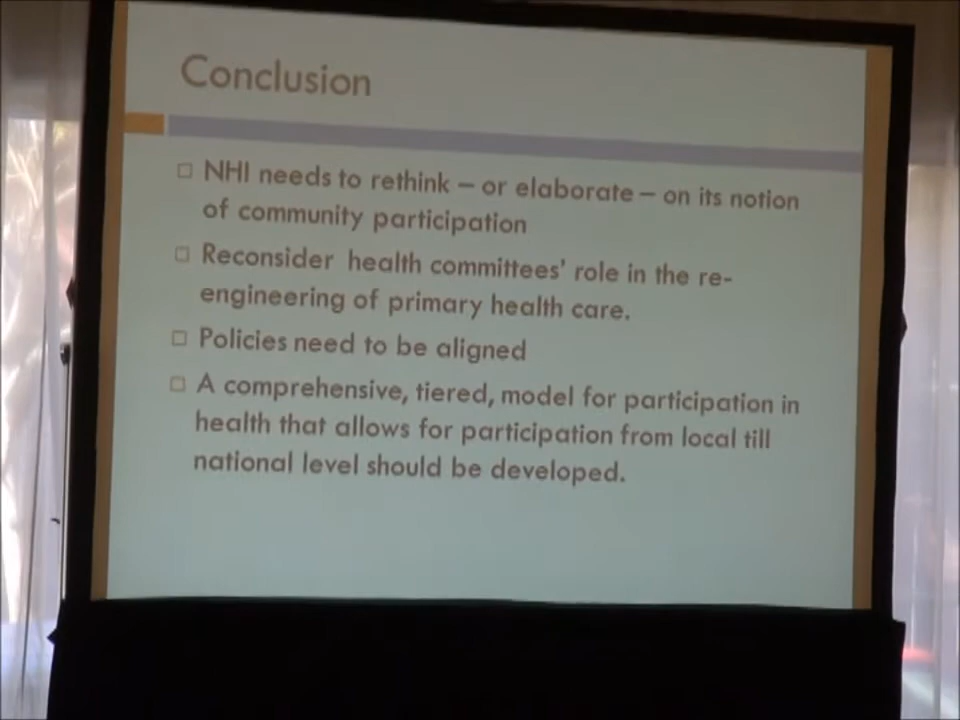 Conclusion
NHI needs to rethink – or elaborate – on its notion
of community participation
Reconsider health committees' role in the re-
engineering of primary health care.
Policies need to be aligned
A comprehensive, tiered, model for participation in
health that allows for participation from local till
national level should be developed.